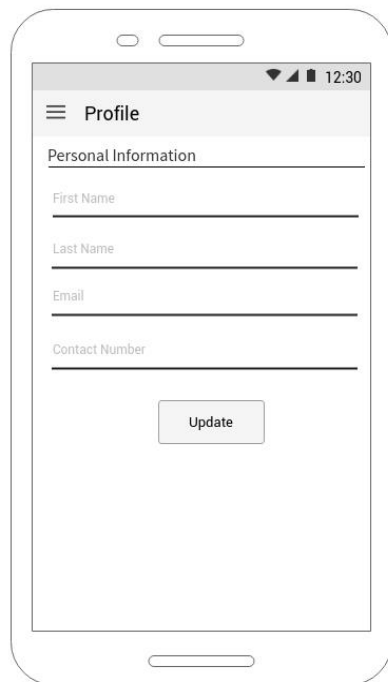 12:30
Profile
Personal Information
First Name
Last Name
Email
Contact Number
Update